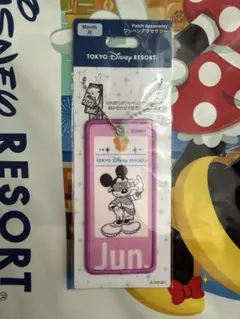 Month
月
Patch Accessory
ワッペンアクセサリー
TOKYO Disney RESORT
TOKYO Disney RESORT
Jun.
© DISNEY
DISNEY RESORT